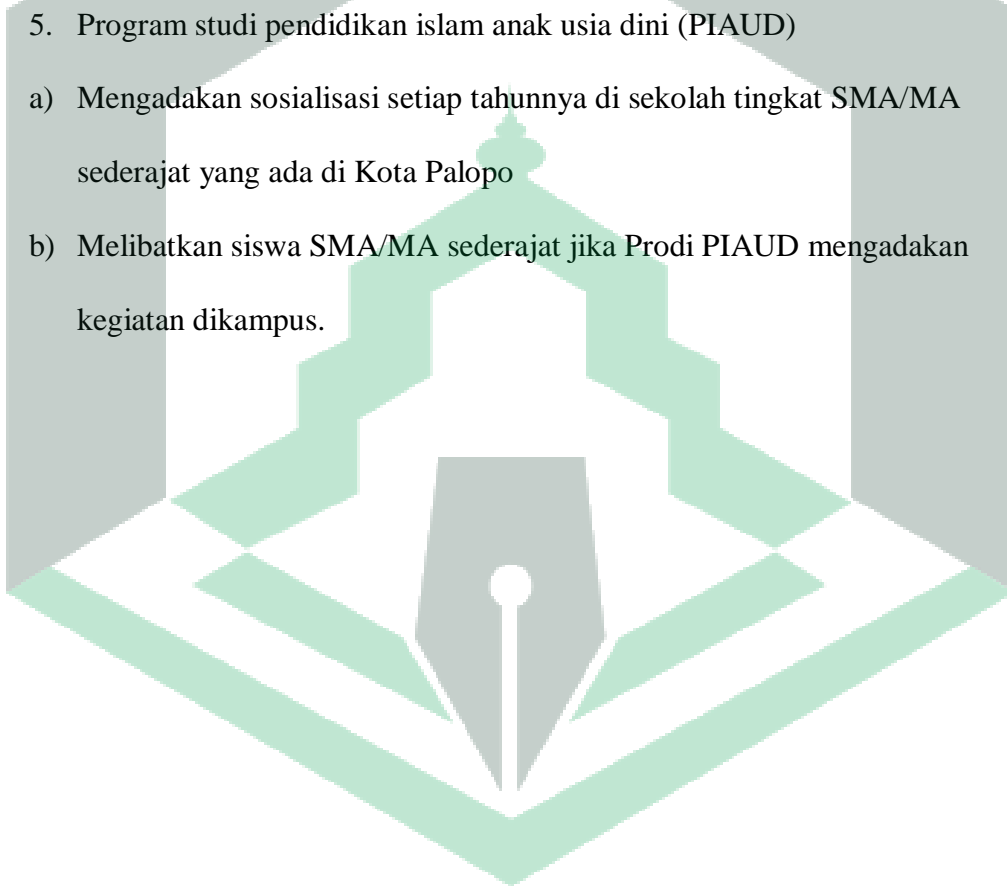 5. Program studi pendidikan islam anak usia dini (PIAUD)
a) Mengadakan sosialisasi setiap tahunnya di sekolah tingkat SMA/MA
sederajat yang ada di Kota Palopo
b) Melibatkan siswa SMA/MA sederajat jika Prodi PIAUD mengadakan
kegiatan dikampus.